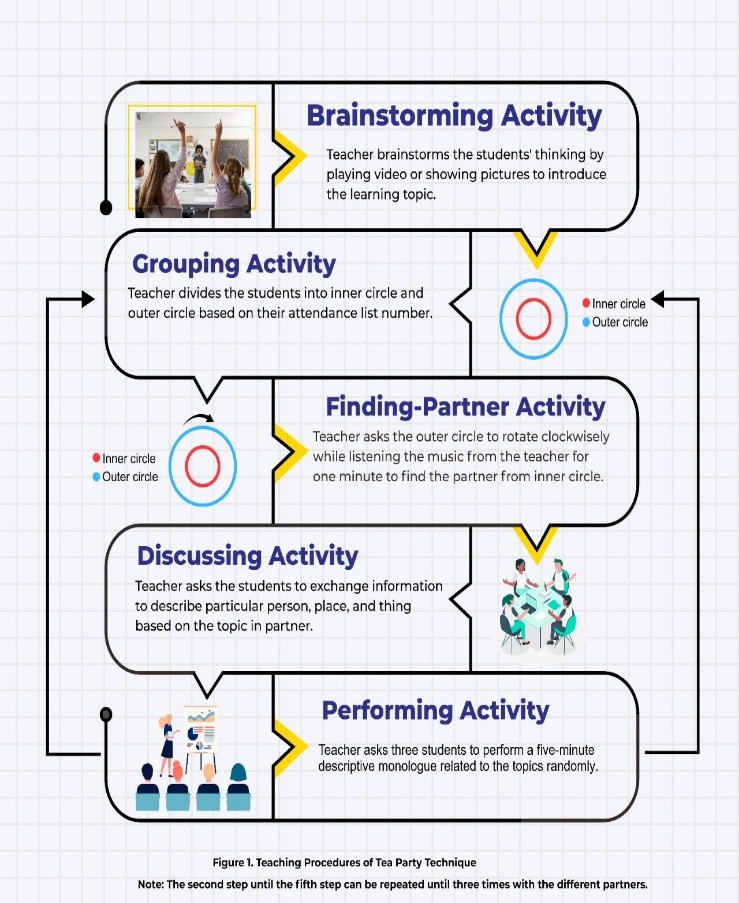 Brainstorming Activity
Teacher brainstorms the students' thinking by
playing video or showing pictures to introduce
the learning topic.
Grouping Activity
Teacher divides the students into inner circle and
outer circle based on their attendance list number.
Inner circle
Outer circle
Finding-Partner Activity
Teacher asks the outer circle to rotate clockwisely
while listening the music from the teacher for
one minute to find the partner from inner circle.
Inner circle
Outer circle
Discussing Activity
Teacher asks the students to exchange information
to describe particular person, place, and thing
based on the topic in partner.
Performing Activity
Teacher asks three students to perform a five-minute
descriptive monologue related to the topics randomly.
Figure 1. Teaching Procedures of Tea Party Technique
Note: The second step until the fifth step can be repeated until three times with the different partners.